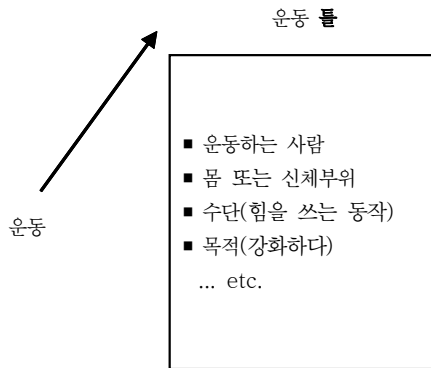 운동 틀
■ 운동하는 사람
■ 몸 또는 신체부위
■ 수단(힘을 쓰는 동작)
운동
■ 목적(강화하다)
... etc.